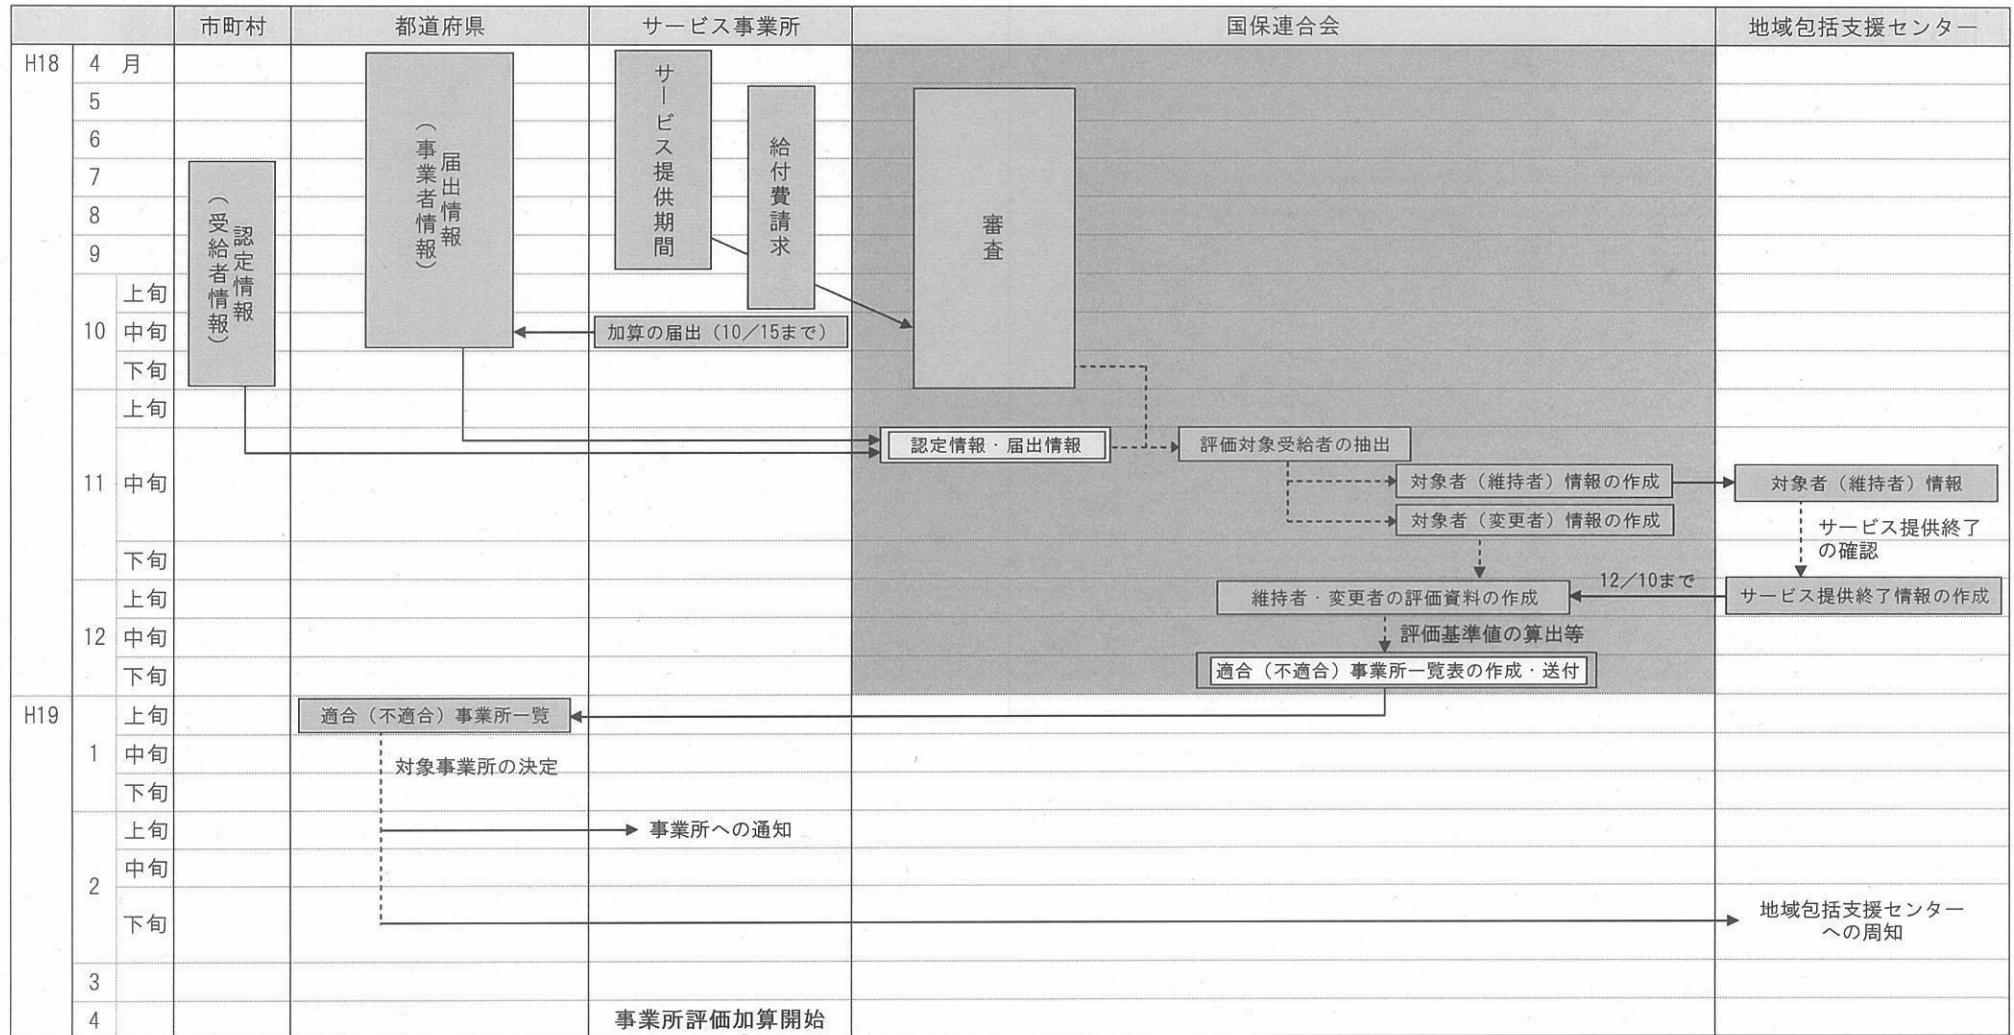 市町村
都道府県
サービス事業所
国保連合会
地域包括支援センター
H18
4 月
5
6
7
8
9
10
上旬
中旬
下旬
11
上旬
中旬
下旬
12
上旬
中旬
下旬
H19
1
上旬
中旬
下旬
2
上旬
中旬
下旬
3
4
認定情報
（受給者情報）
届出情報
（事業者情報）
サービス提供期間
給付費請求
審査
加算の届出（10／15まで）
認定情報・届出情報
評価対象受給者の抽出
対象者（維持者）情報の作成
対象者（維持者）情報
対象者（変更者）情報の作成
サービス提供終了
の確認
12／10まで
維持者・変更者の評価資料の作成
サービス提供終了情報の作成
評価基準値の算出等
適合（不適合）事業所一覧表の作成・送付
適合（不適合）事業所一覧
対象事業所の決定
事業所への通知
地域包括支援センター
への周知
事業所評価加算開始